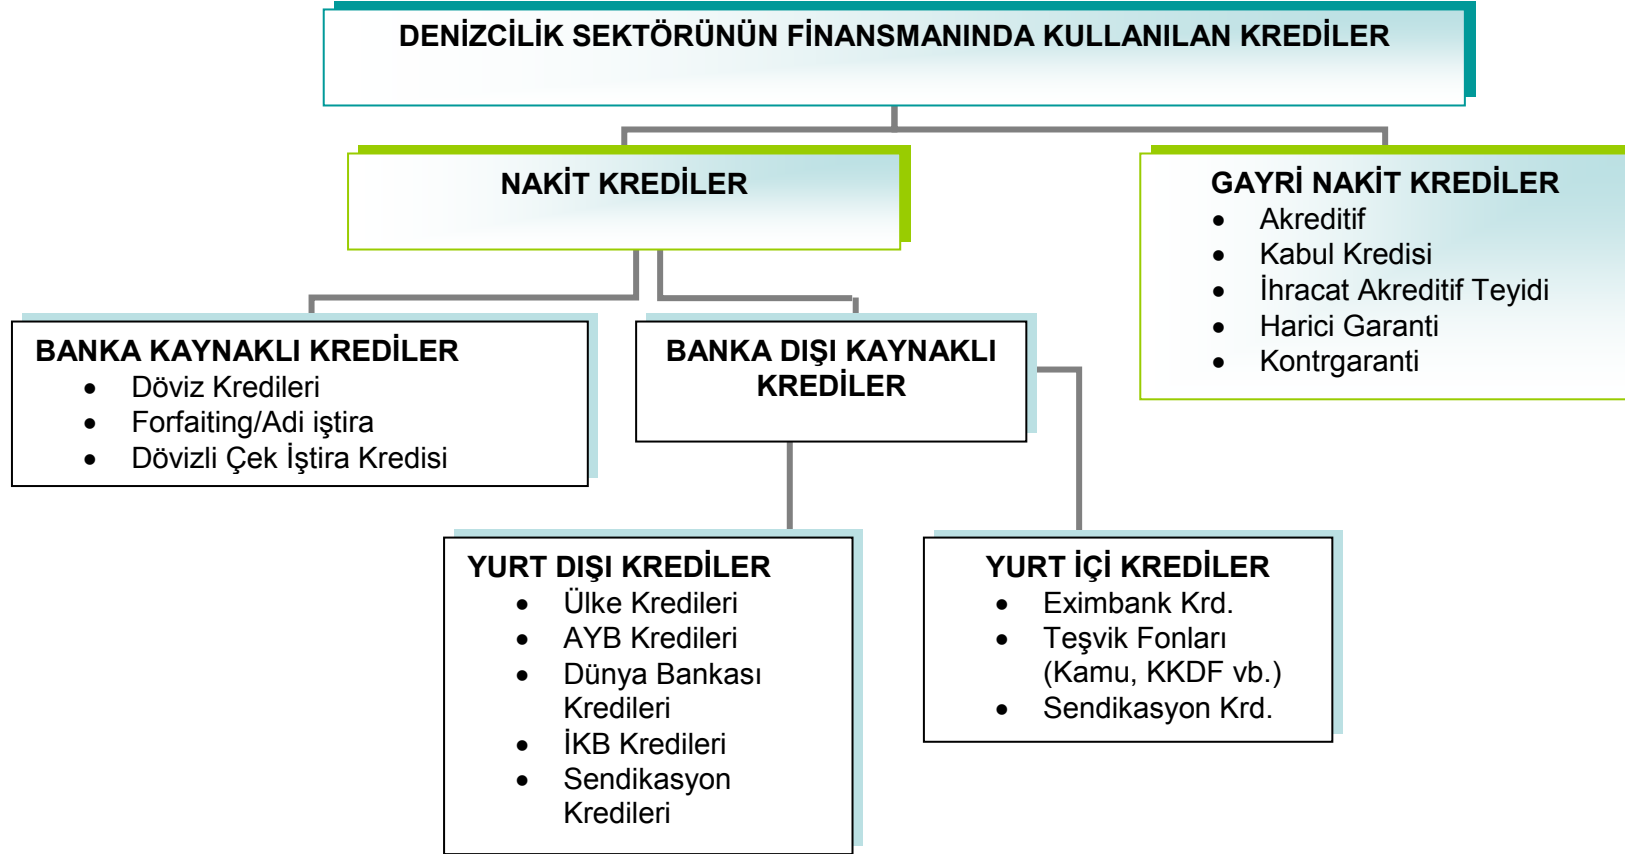 DENİZCİLİK SEKTÖRÜNÜN FİNANSMANINDA KULLANILAN KREDİLER
NAKİT KREDİLER
GAYRİ NAKİT KREDİLER
• Akreditif
• Kabul Kredisi
• İhracat Akreditif Teyidi
• Harici Garanti
• Kontrgaranti
BANKA KAYNAKLI KREDİLER
• Döviz Kredileri
• Forfaiting/Adi iştira
• Dövizli Çek İştira Kredisi
BANKA DIŞI KAYNAKLI
KREDİLER
YURT DIŞI KREDİLER
• Ülke Kredileri
• AYB Kredileri
• Dünya Bankası
Kredileri
• İKB Kredileri
• Sendikasyon
Kredileri
YURT İÇİ KREDİLER
• Eximbank Krd.
• Teşvik Fonları
(Kamu, KKDF vb.)
• Sendikasyon Krd.